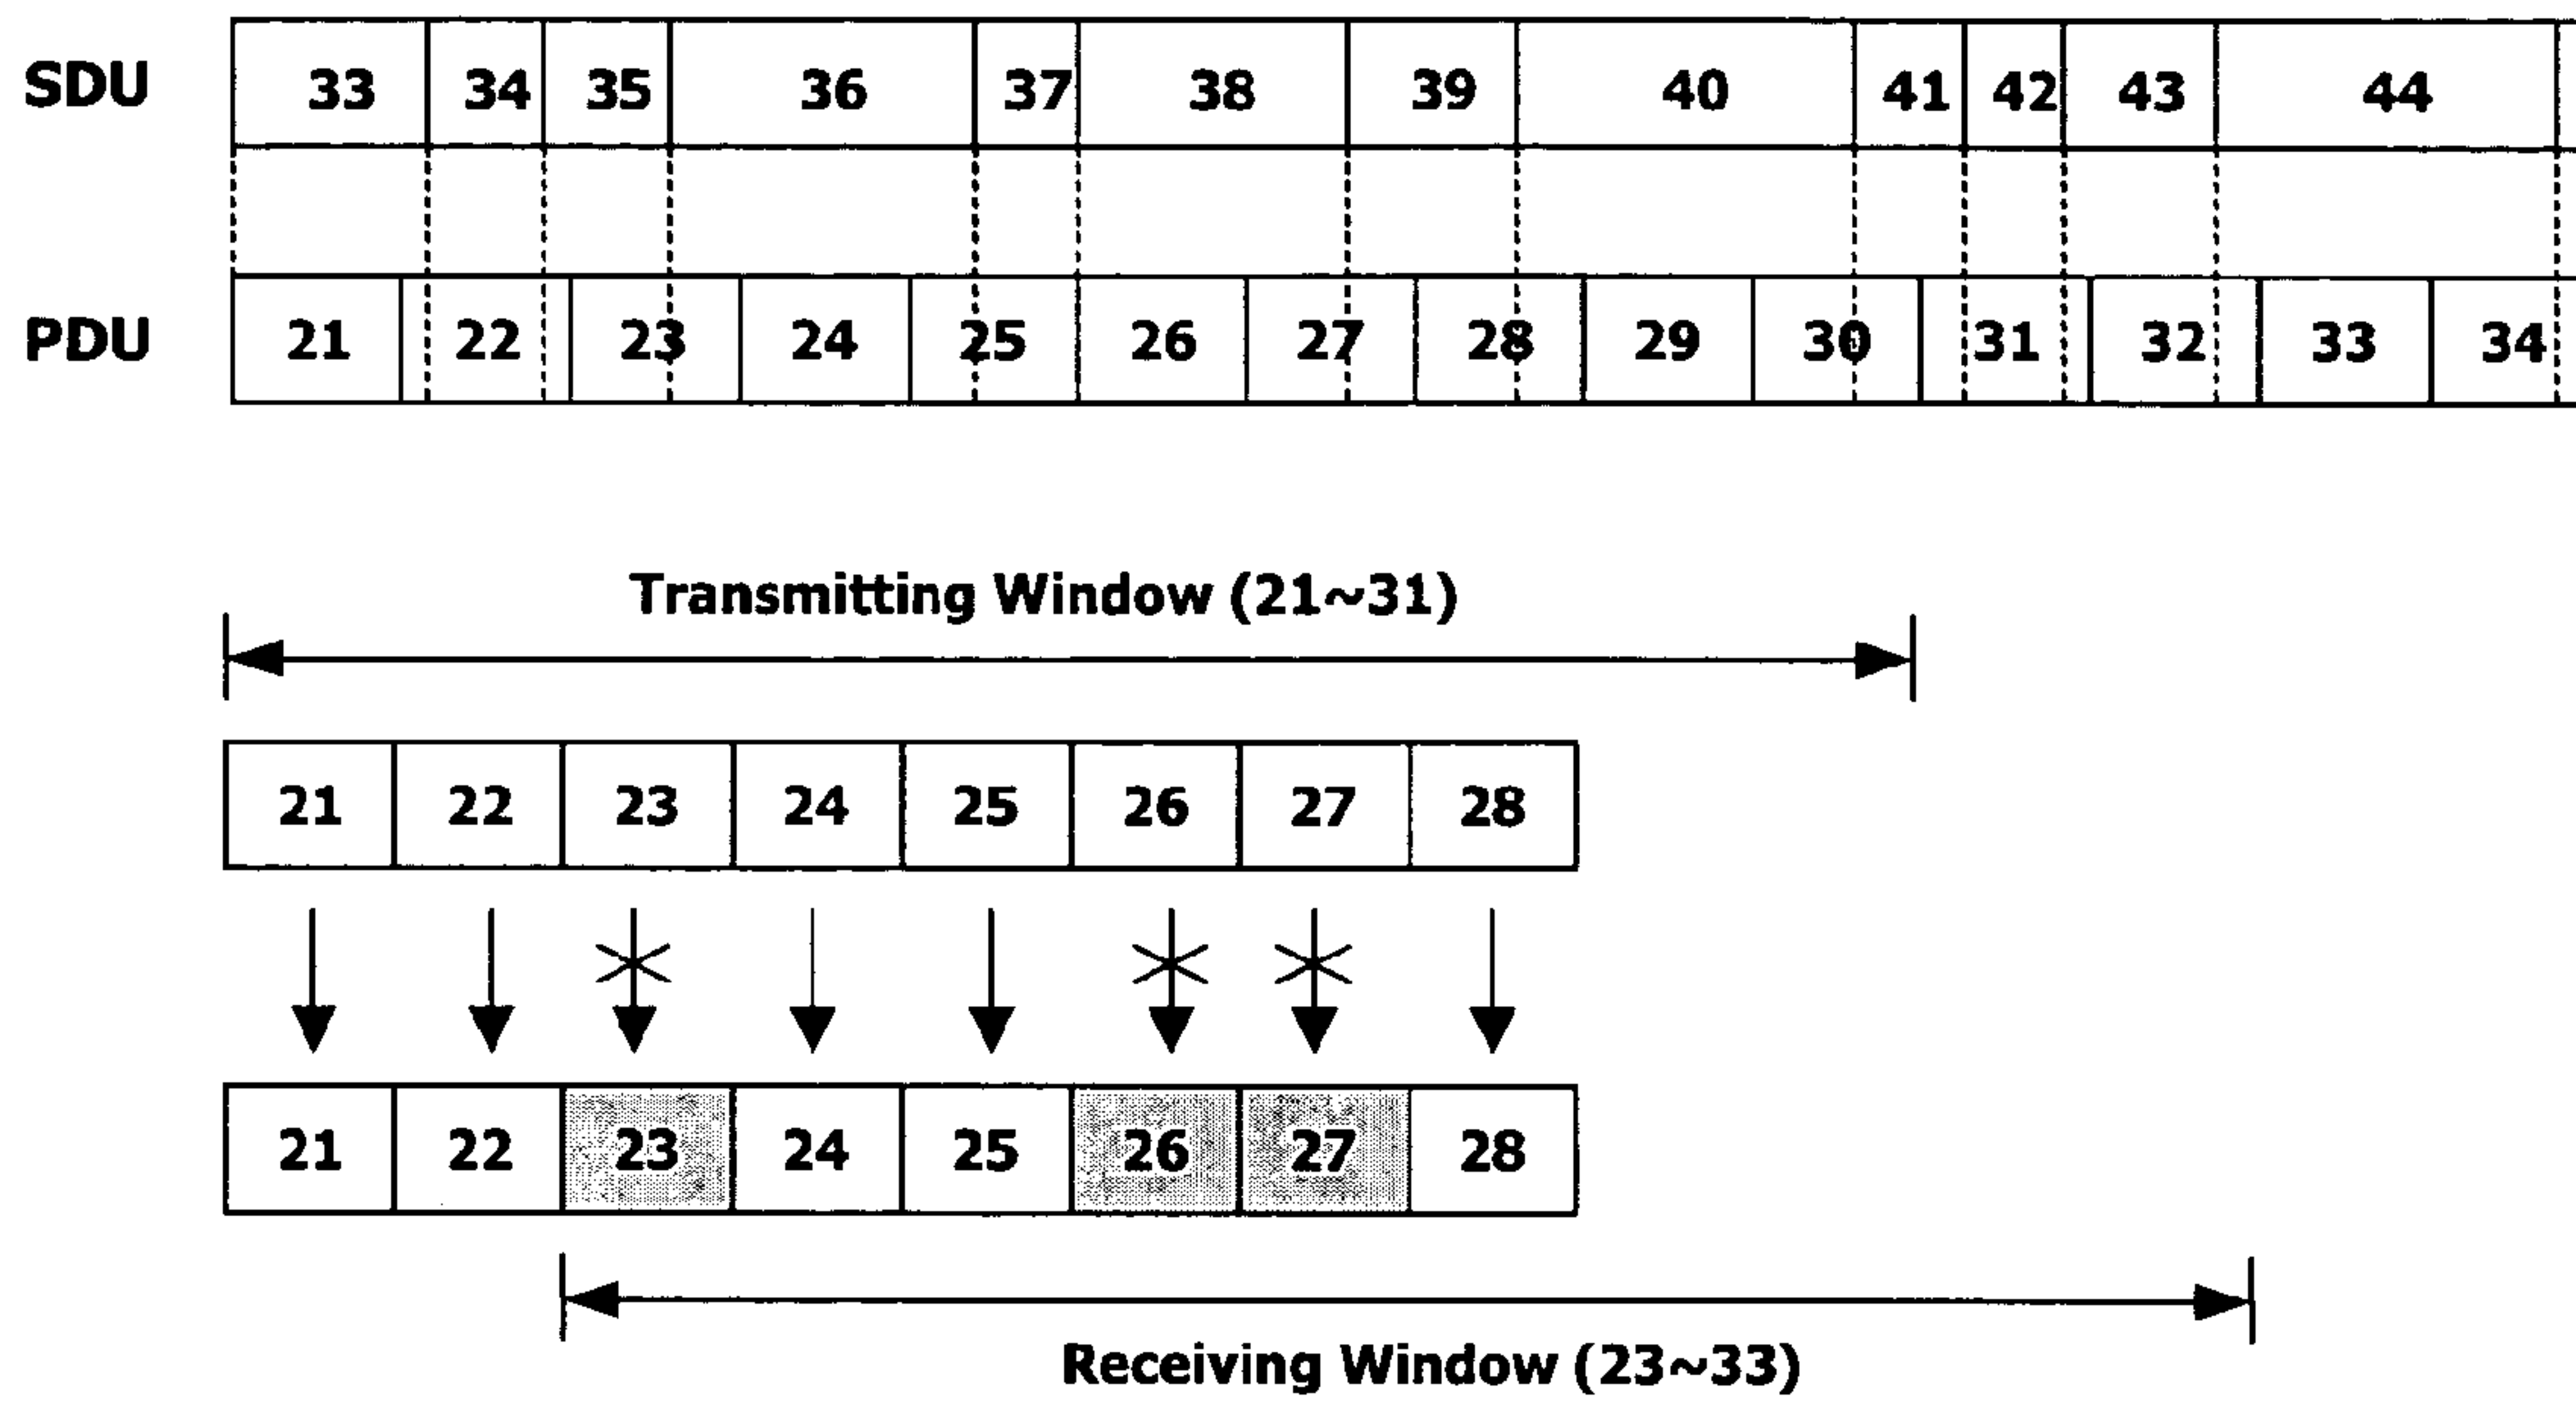 SDU 33 34 35 36 37 38 39 40 41 42 43 44
PDU 21 22 23 24 25 26 27 28 29 30 31 32 33 34
Transmitting Window (21~31)
21 22 23 24 25 26 27 28
21 22 23 24 25 26 27 28
Receiving Window (23~33)